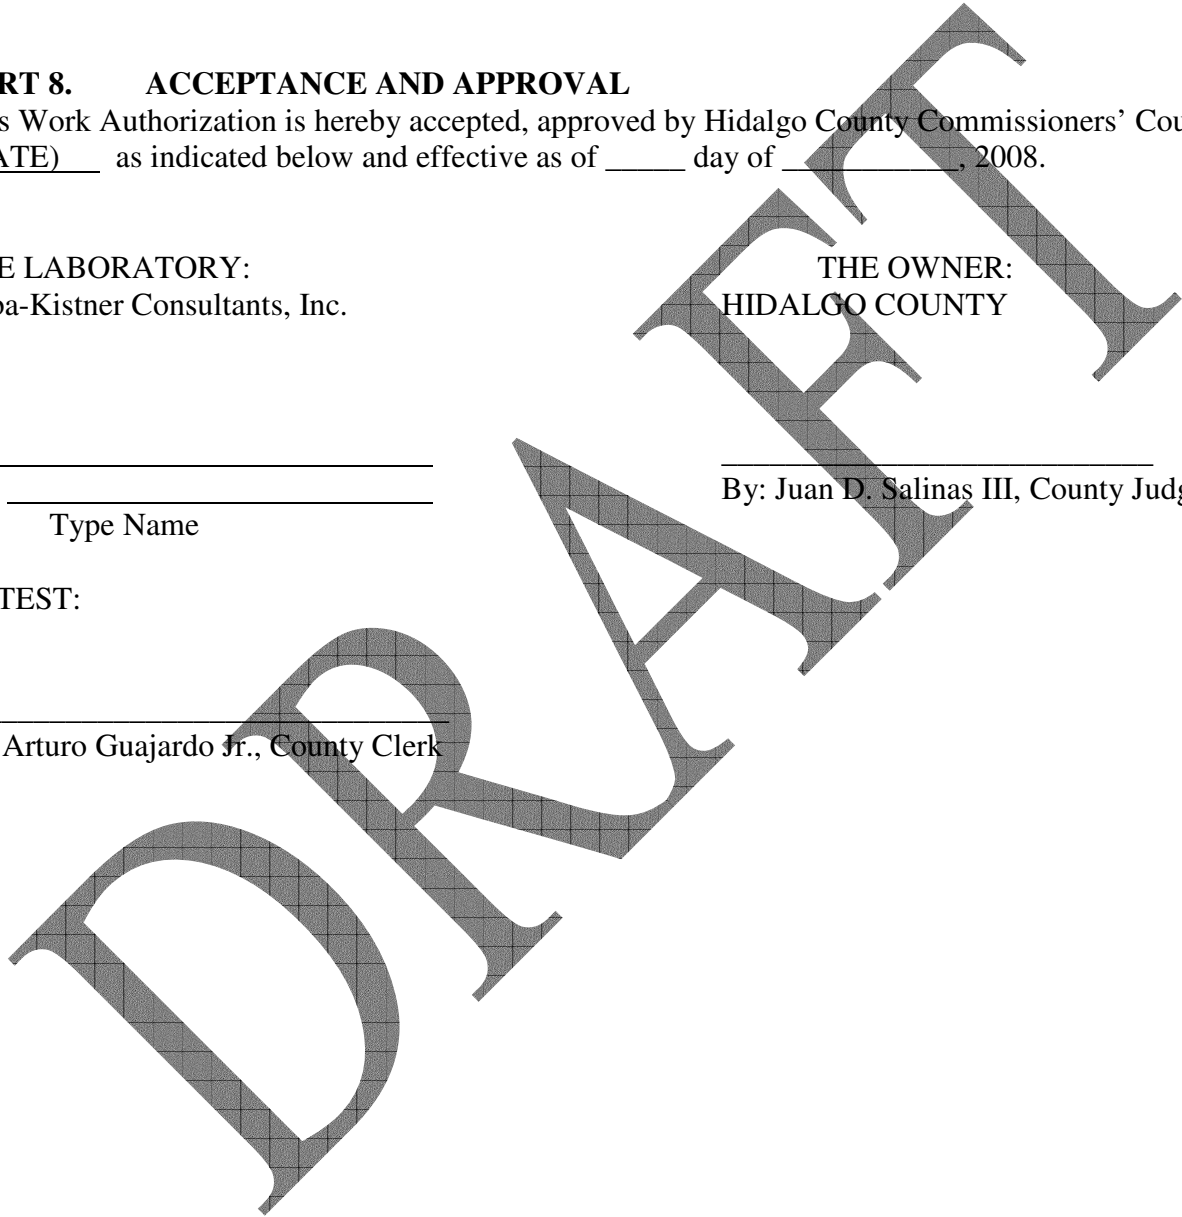 RT 8. ACCEPTANCE AND APPROVAL
s Work Authorization is hereby accepted, approved by Hidalgo County Commissioners’ Cou
ATE) as indicated below and effective as of _____ day of ___________, 2008.
E LABORATORY: THE OWNER:
pa-Kistner Consultants, Inc. HIDALGO COUNTY
By: Juan D. Salinas III, County Judg
Type Name
TEST:
Arturo Guajardo Jr., County Clerk
DRAFT